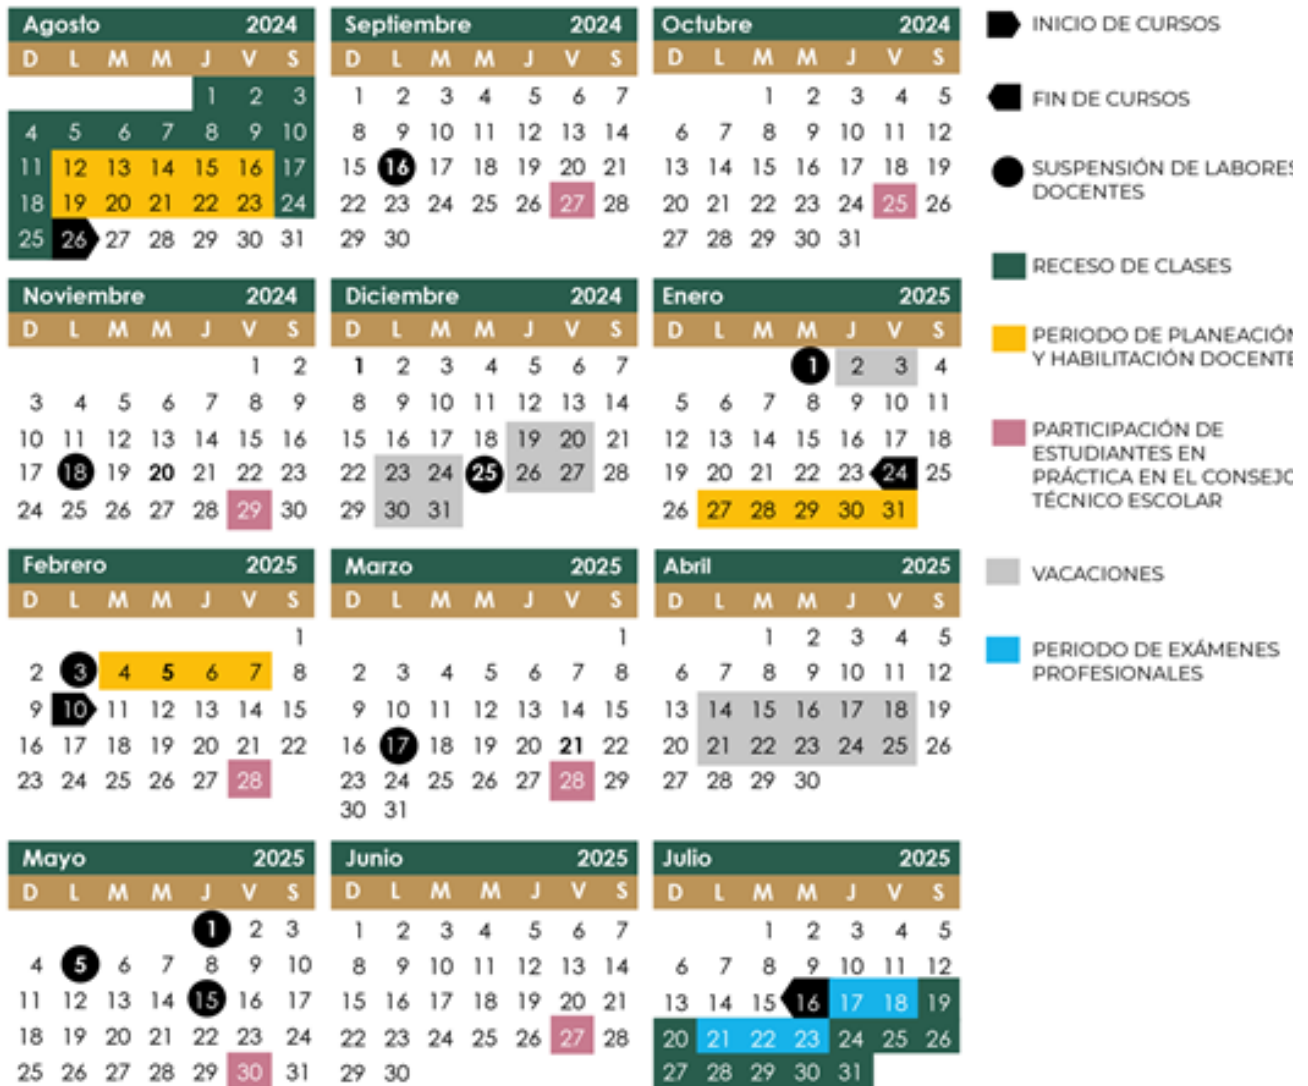 Agosto 2024
D L M M J V S
1 2 3
4 5 6 7 8 9 10
11 12 13 14 15 16 17
18 19 20 21 22 23 24
25 26 27 28 29 30 31
Septiembre 2024
D L M M J V S
1 2 3 4 5 6 7
8 9 10 11 12 13 14
15 16 17 18 19 20 21
22 23 24 25 26 27 28
29 30
Octubre 2024
D L M M J V S
1 2 3 4 5
6 7 8 9 10 11 12
13 14 15 16 17 18 19
20 21 22 23 24 25 26
27 28 29 30 31
Noviembre 2024
D L M M J V S
1 2
3 4 5 6 7 8 9
10 11 12 13 14 15 16
17 18 19 20 21 22 23
24 25 26 27 28 29 30
Diciembre 2024
D L M M J V S
1 2 3 4 5 6 7
8 9 10 11 12 13 14
15 16 17 18 19 20 21
22 23 24 25 26 27 28
29 30 31
Enero 2025
D L M M J V S
1 2 3 4
5 6 7 8 9 10 11
12 13 14 15 16 17 18
19 20 21 22 23 24 25
26 27 28 29 30 31
Febrero 2025
D L M M J V S
1
2 3 4 5 6 7 8
9 10 11 12 13 14 15
16 17 18 19 20 21 22
23 24 25 26 27 28
Marzo 2025
D L M M J V S
1
2 3 4 5 6 7 8
9 10 11 12 13 14 15
16 17 18 19 20 21 22
23 24 25 26 27 28 29
30 31
Abril 2025
D L M M J V S
1 2 3 4 5
6 7 8 9 10 11 12
13 14 15 16 17 18 19
20 21 22 23 24 25 26
27 28 29 30
Mayo 2025
D L M M J V S
1 2 3
4 5 6 7 8 9 10
11 12 13 14 15 16 17
18 19 20 21 22 23 24
25 26 27 28 29 30 31
Junio 2025
D L M M J V S
1 2 3 4 5 6 7
8 9 10 11 12 13 14
15 16 17 18 19 20 21
22 23 24 25 26 27 28
29 30
Julio 2025
D L M M J V S
1 2 3 4 5
6 7 8 9 10 11 12
13 14 15 16 17 18 19
20 21 22 23 24 25 26
27 28 29 30 31
INICIO DE CURSOS
FIN DE CURSOS
SUSPENSIÓN DE LABORES
DOCENTES
RECESO DE CLASES
PERIODO DE PLANEACIÓN
Y HABILITACIÓN DOCENTE
PARTICIPACIÓN DE
ESTUDIANTES EN
PRÁCTICA EN EL CONSEJO
TÉCNICO ESCOLAR
VACACIONES
PERIODO DE EXÁMENES
PROFESIONALES